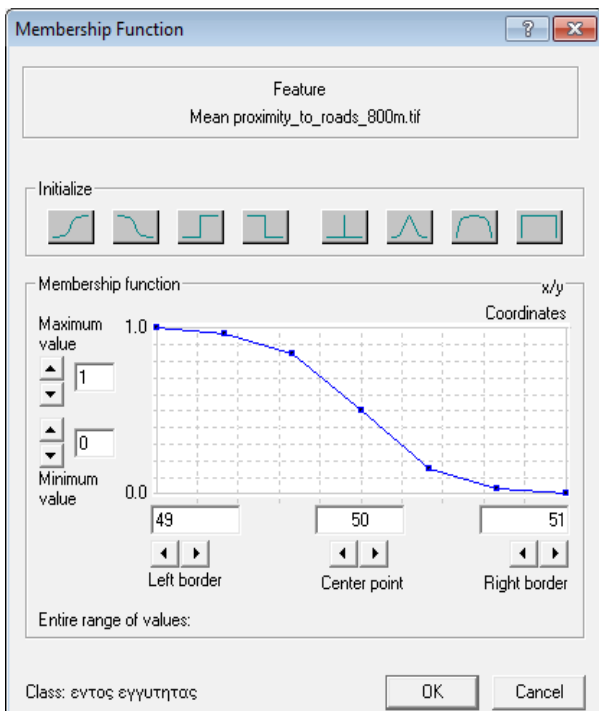 Membership Function
Feature
Mean proximity_to_roads_800m.tif
Initialize
Membership function
x/y
Coordinates
Maximum
value
1
0
Minimum
value
1.0
0.0
49 50 51
Left border Center point Right border
Entire range of values:
Class: εντος εγγυτητας
OK Cancel